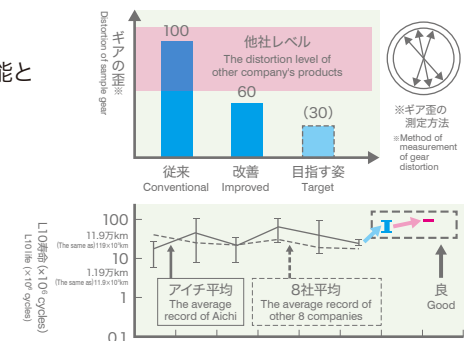 能と
ギアの歪※
Distortion of sample gear
100
他社レベル
The distortion level of
other company's products
60
(30)
従来
Conventional
改善
Improved
目指す姿
Target
※ギア歪の
測定方法
※Method of
measurement
of gear
distortion
L10寿命 (×10⁶ cycles)
L10 life (×10⁶ cycles)
100
11.9万km
(The same as)119×10³km
10
1.19万km
(The same as)11.9×10³km
1
0.1
アイチ平均
The average
record of Aichi
8社平均
The average record of
other 8 companies
良
Good